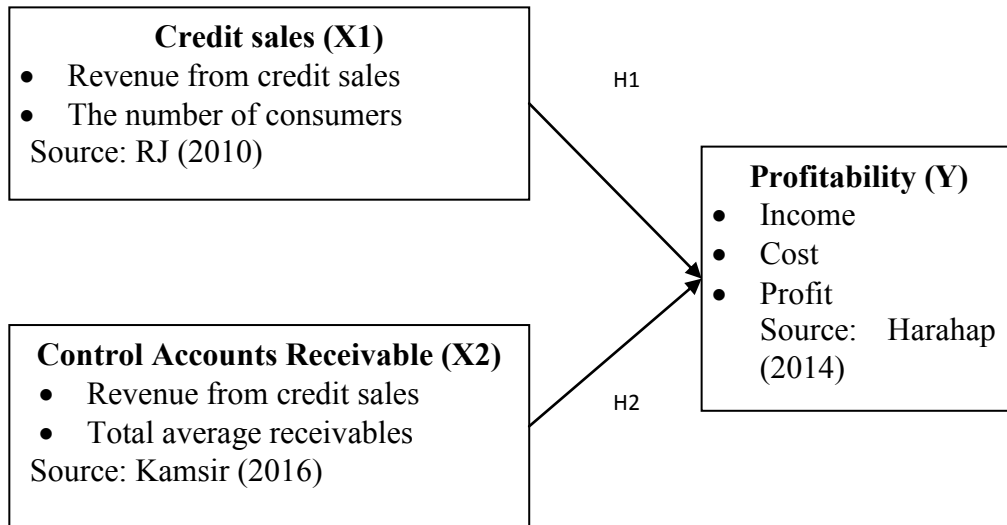 Credit sales (X1)
• Revenue from credit sales
• The number of consumers
Source: RJ (2010)
H1
Profitability (Y)
• Income
• Cost
• Profit
Source: Harahap
(2014)
Control Accounts Receivable (X2)
• Revenue from credit sales
• Total average receivables
Source: Kamsir (2016)
H2